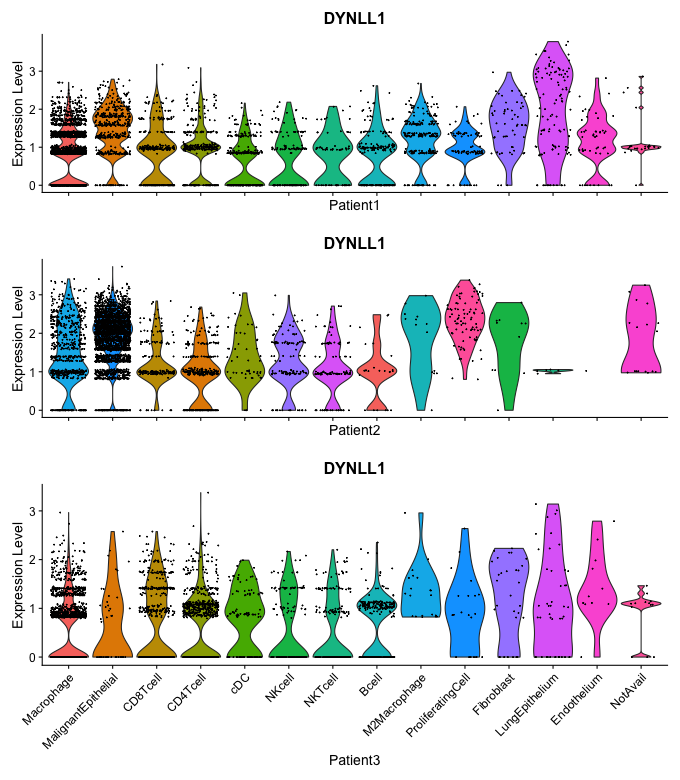 DYNLL1
Expression Level
3
2
1
0
Patient1
DYNLL1
Expression Level
3
2
1
0
Patient2
DYNLL1
Expression Level
3
2
1
0
Macrophage
MalignantEpithelial
CD8Tcell
CD4Tcell
cDC
NKcell
NKTcell
Bcell
M2Macrophage
ProliferatingCell
Fibroblast
LungEpithelium
Endothelium
NotAvail
Patient3